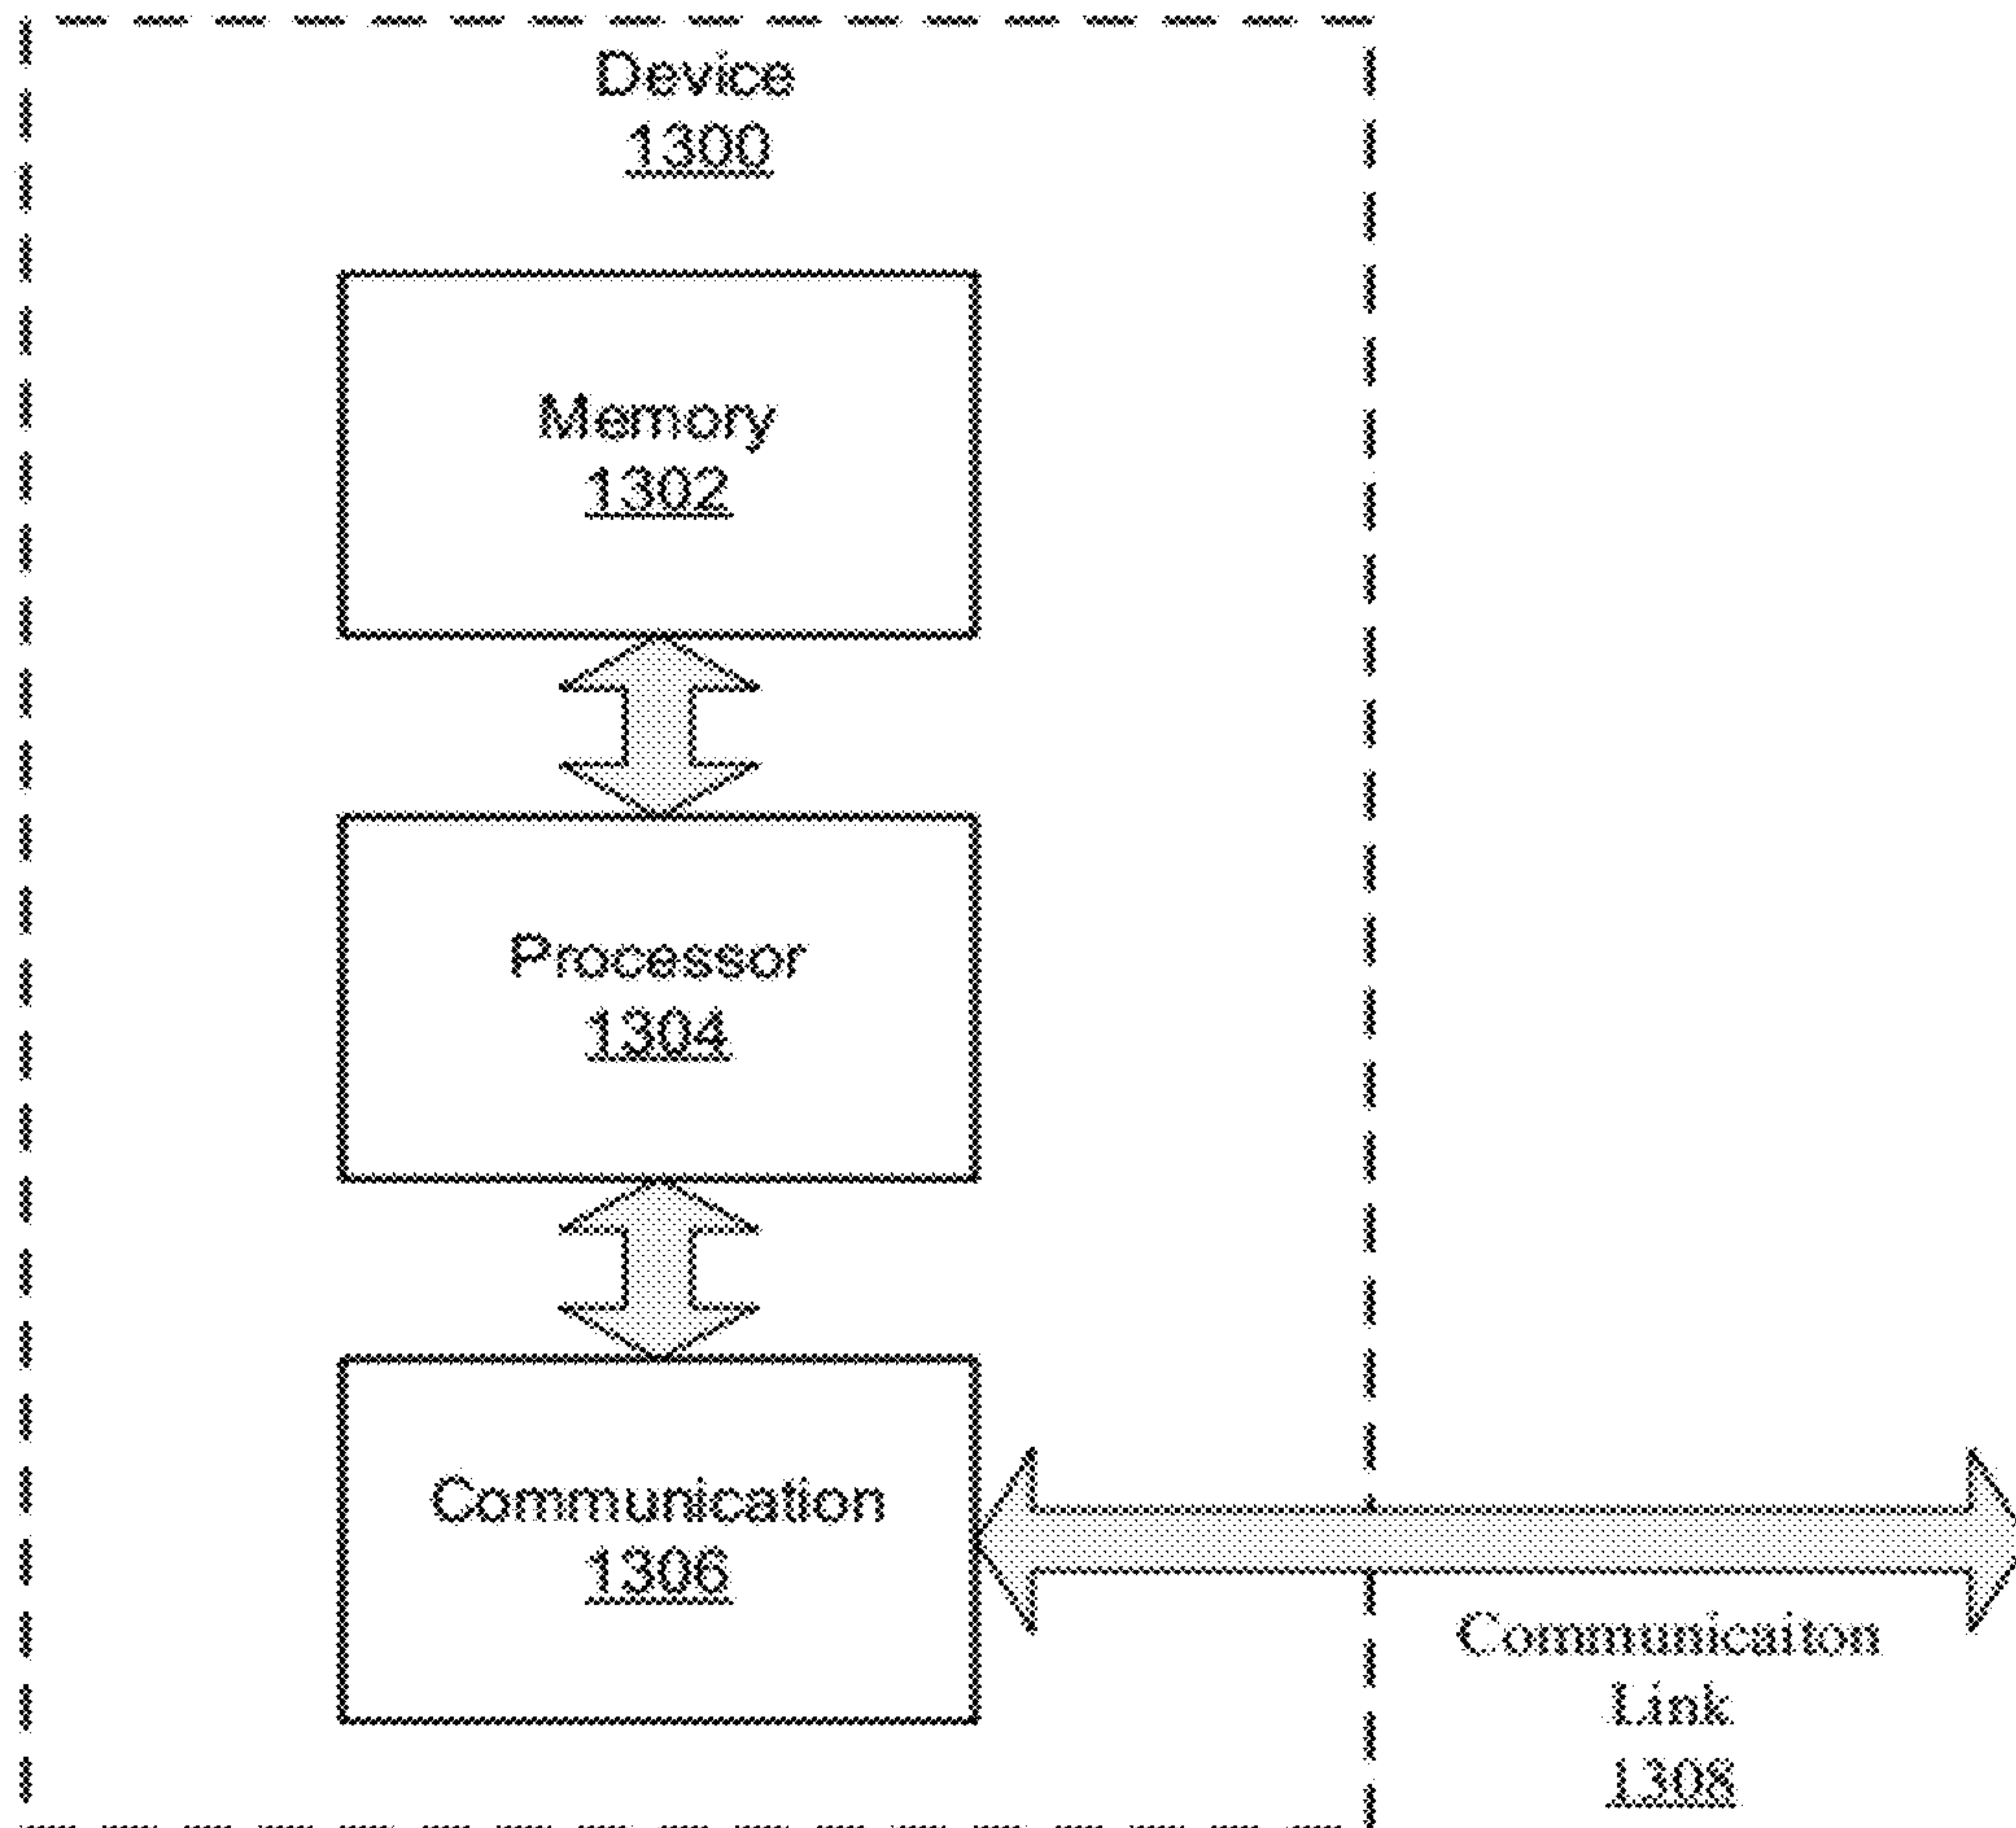 Device
1300
Memory
1302
Processor
1304
Communication
1306
Communicaiton
Link
1308